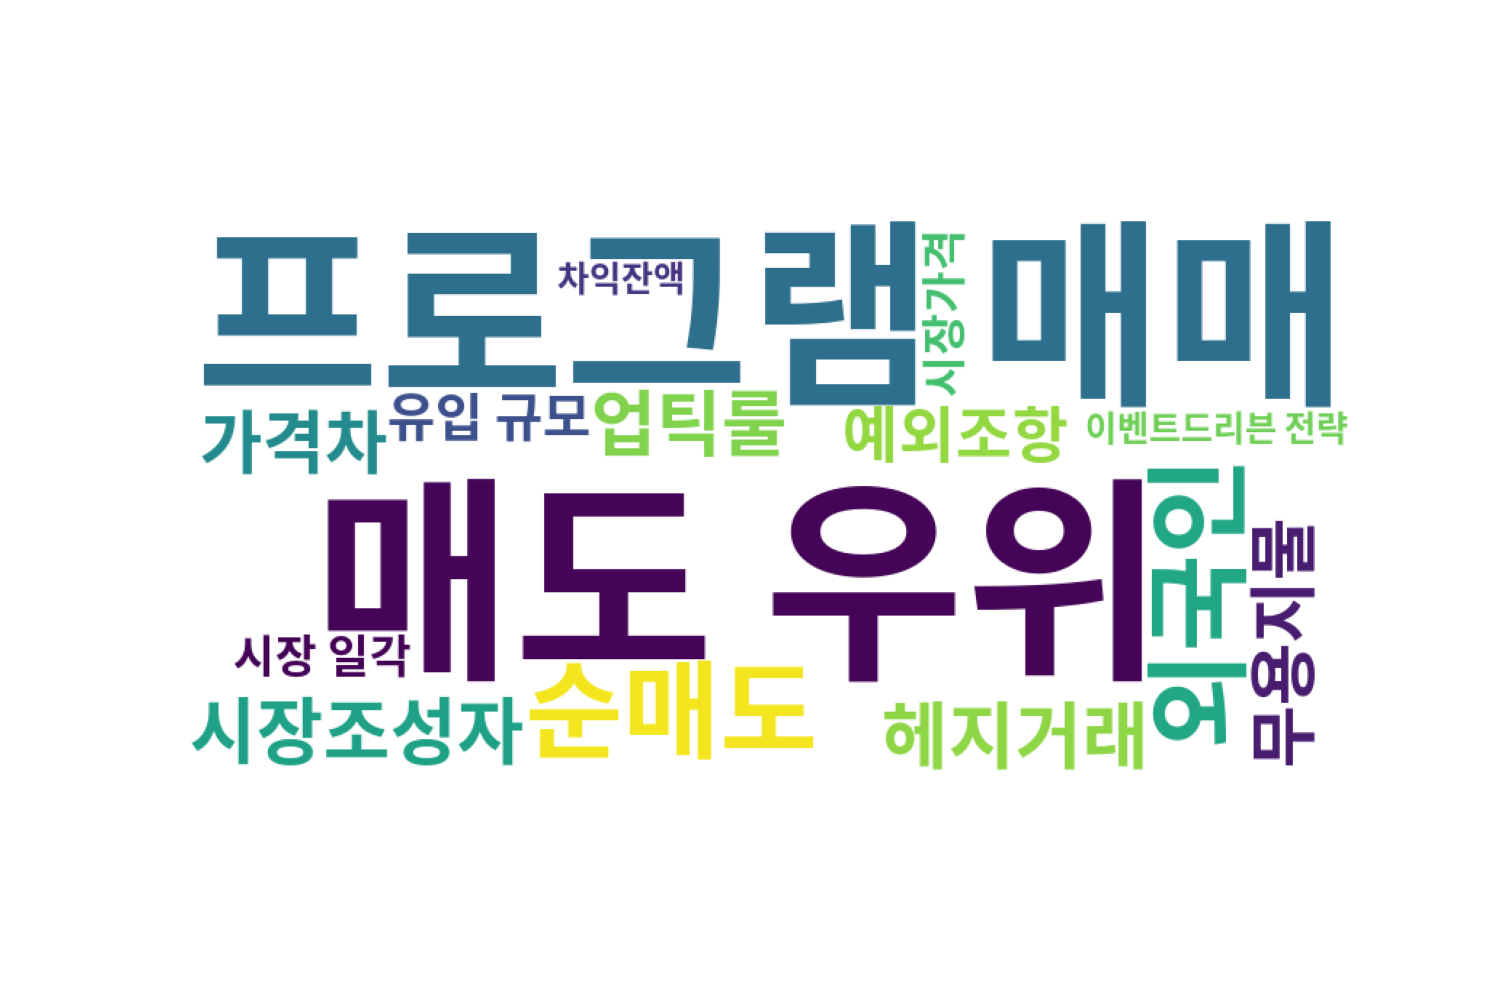 프로그램 매매
차익잔액
시장가격
가격차
유입 규모
업틱룰
예외조항
이벤트드리븐 전략
매도 우위
외국인
무용지물
시장 일각
시장조성자
순매도
헤지거래